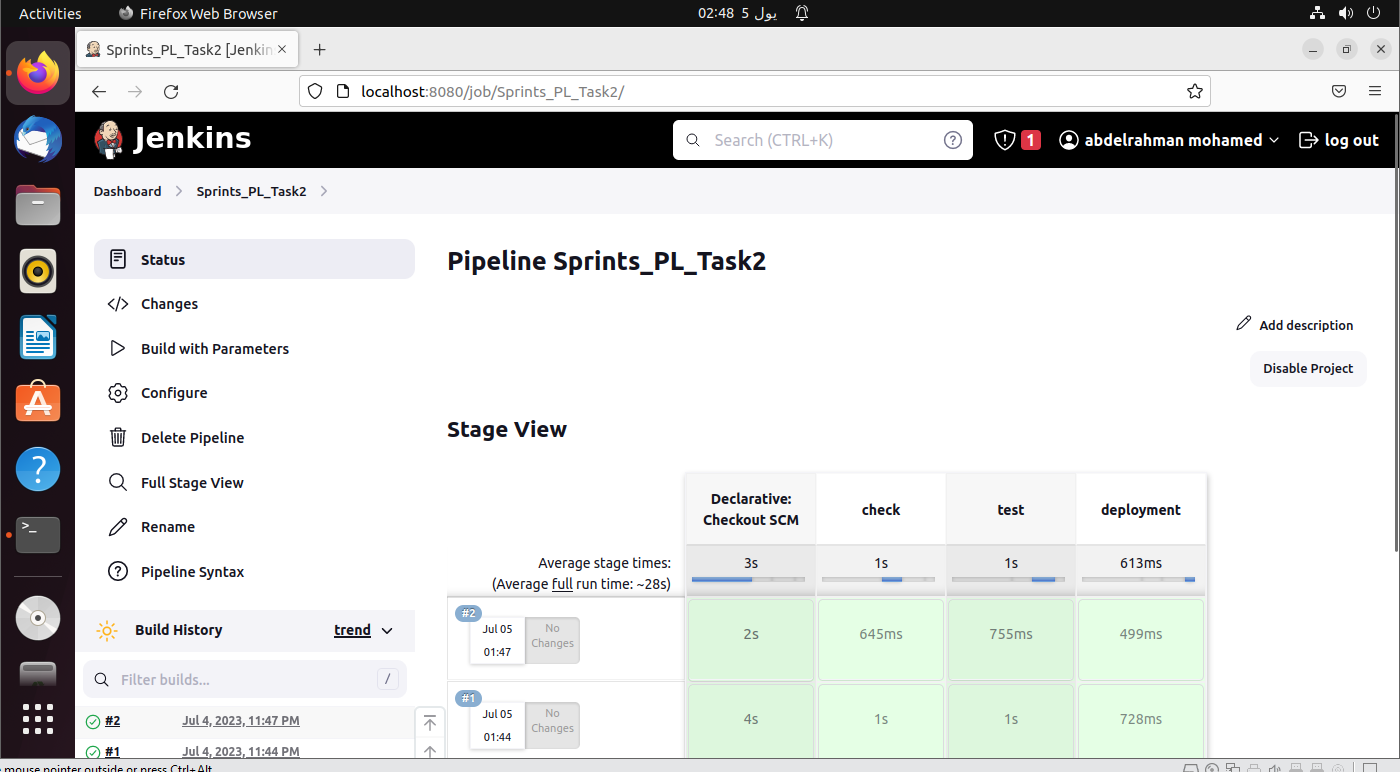 Activities
Firefox Web Browser
02:48 5 يول
Sprints_PL_Task2 [Jenkin
localhost:8080/job/Sprints_PL_Task2/
Jenkins
Search (CTRL+K)
?
1
abdelrahman mohamed
log out
Dashboard
Sprints_PL_Task2
Status
Changes
Build with Parameters
Configure
Delete Pipeline
Full Stage View
Rename
Pipeline Syntax
Build History
trend
Filter builds...
/
#2
Jul 4, 2023, 11:47 PM
#1
Jul 4, 2023, 11:44 PM
Pipeline Sprints_PL_Task2
Add description
Disable Project
Stage View
Declarative:
Checkout SCM
check
test
deployment
Average stage times:
(Average full run time: ~28s)
3s
1s
1s
613ms
#2
Jul 05
01:47
No
Changes
2s
645ms
755ms
499ms
#1
Jul 05
01:44
No
Changes
4s
1s
1s
728ms
mouse pointer outside or press Ctrl+Alt.